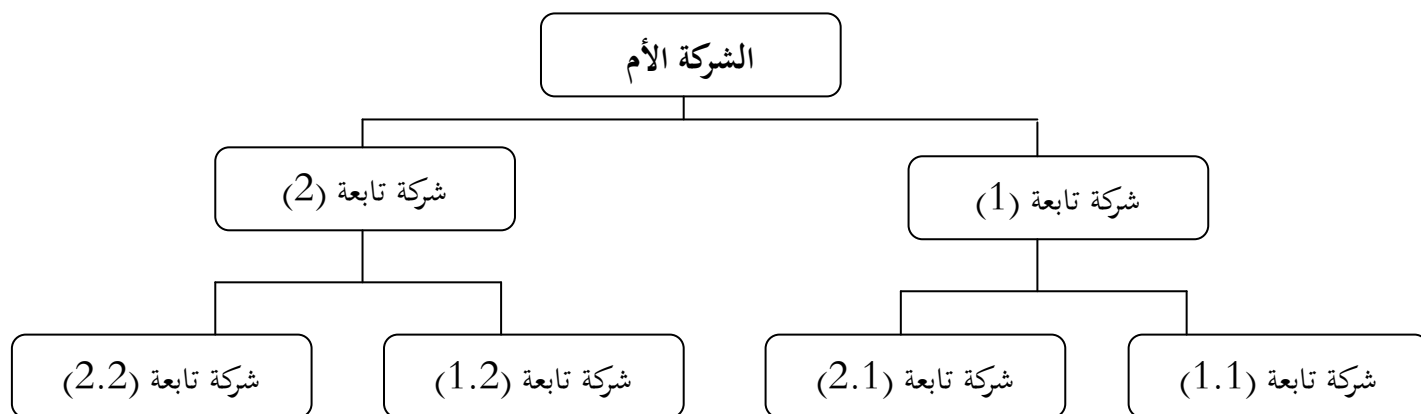 الشركة الأم
شركة تابعة (1)
شركة تابعة (2)
شركة تابعة (1.1)
شركة تابعة (2.1)
شركة تابعة (1.2)
شركة تابعة (2.2)